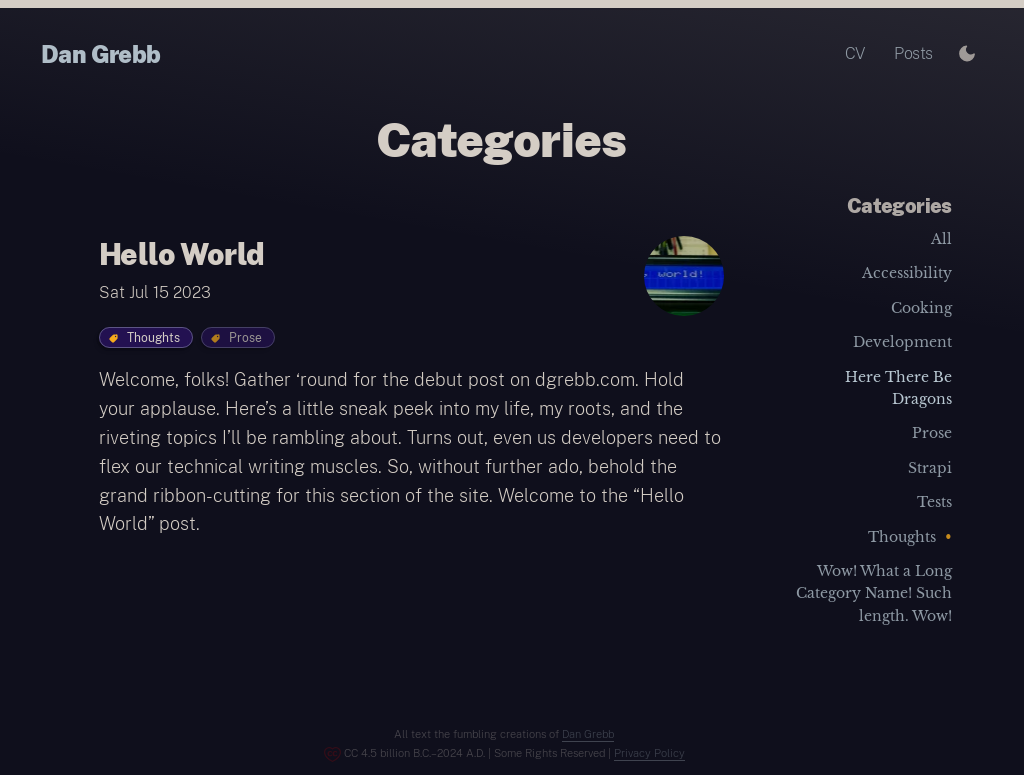 Dan Grebb
CV
Posts
Categories
Categories
All
Accessibility
Cooking
Development
Here There Be
Dragons
Prose
Strapi
Tests
Thoughts •
Wow! What a Long
Category Name! Such
length. Wow!
Hello World
Sat Jul 15 2023
world!
Thoughts
Prose
Welcome, folks! Gather ‘round for the debut post on dgrebb.com. Hold
your applause. Here’s a little sneak peek into my life, my roots, and the
riveting topics I’ll be rambling about. Turns out, even us developers need to
flex our technical writing muscles. So, without further ado, behold the
grand ribbon-cutting for this section of the site. Welcome to the “Hello
World” post.
All text the fumbling creations of Dan Grebb
CC 4.5 billion B.C.–2024 A.D. | Some Rights Reserved | Privacy Policy